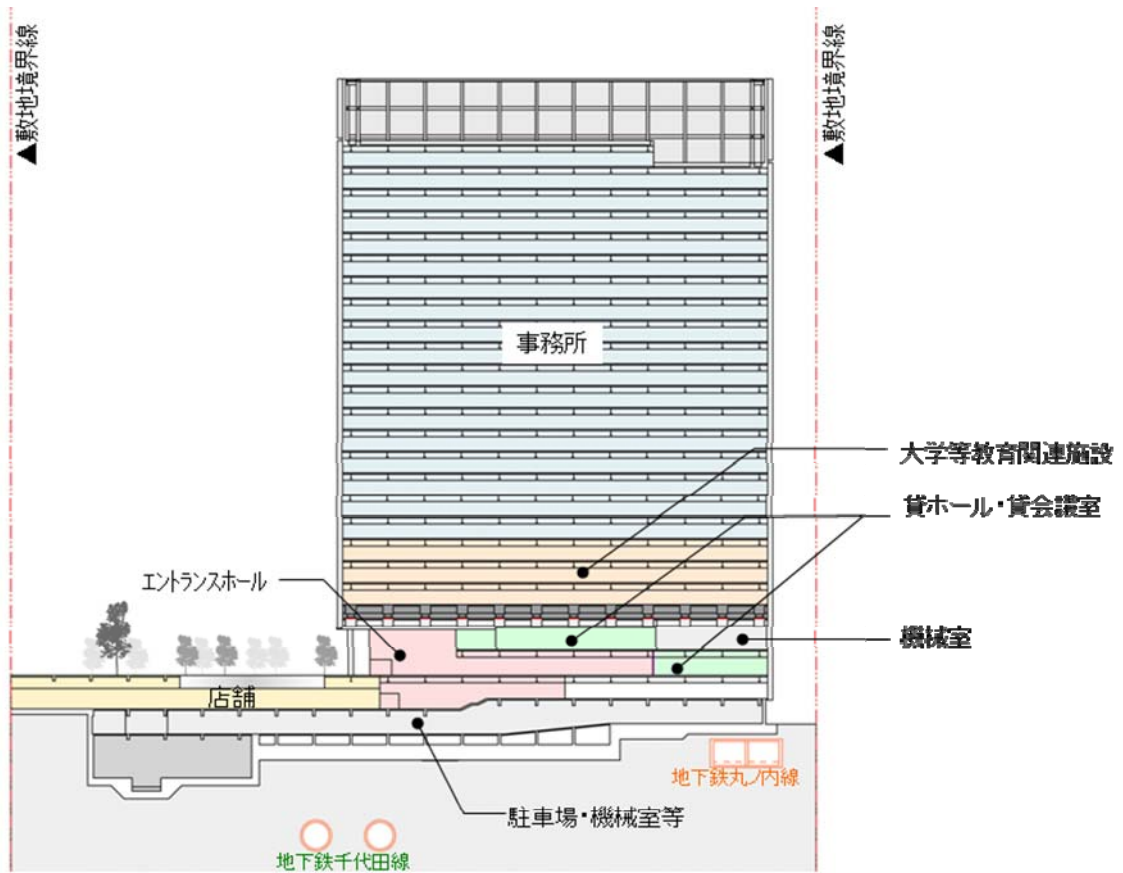 ▲敷地境界線
▲敷地境界線
事務所
大学等教育関連施設
貸ホール・貸会議室
エントランスホール
機械室
店舗
地下鉄丸ノ内線
駐車場・機械室等
地下鉄千代田線